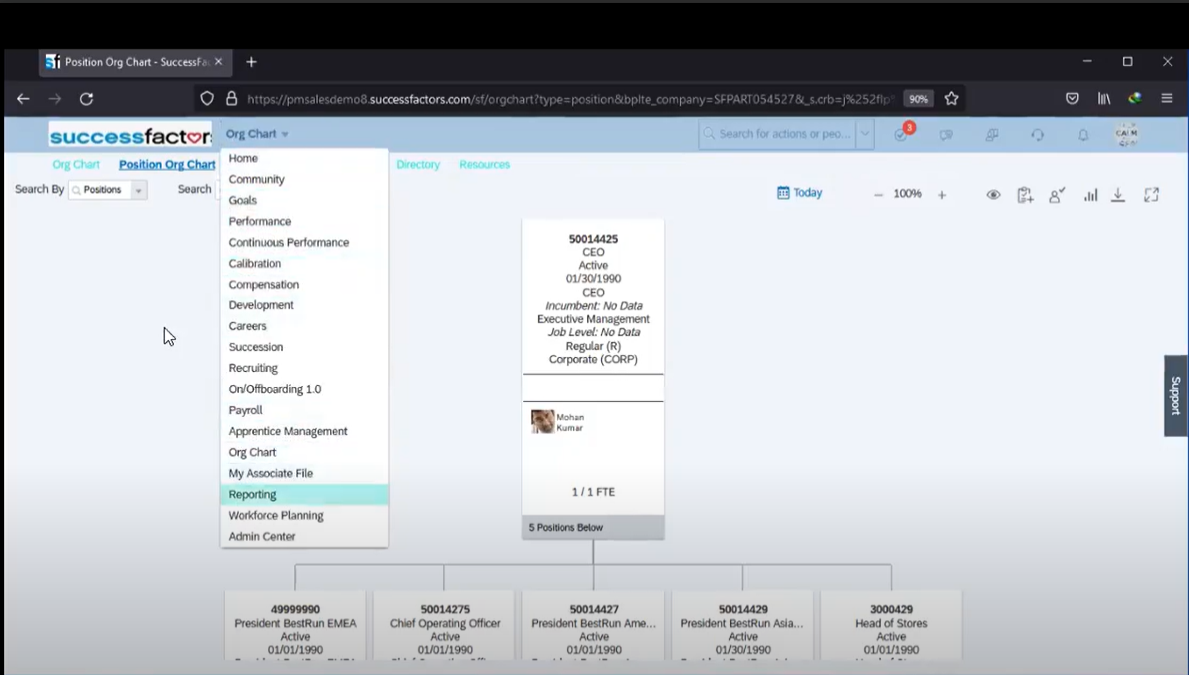 Position Org Chart - SuccessFa
https://pmsalesdemo8.successfactors.com/sf/orgchart?type=position&bplte_company=SFPART054527&_s.crb=j%252flp
90%
successfactors
Org Chart
Search for actions or peo...
3
Org Chart
Position Org Chart
Directory
Resources
Search By
Positions
Search
Today
100%
Home
Community
Goals
Performance
Continuous Performance
Calibration
Compensation
Development
Careers
Succession
Recruiting
On/Offboarding 1.0
Payroll
Apprentice Management
Org Chart
My Associate File
Reporting
Workforce Planning
Admin Center
50014425
CEO
Active
01/30/1990
CEO
Incumbent: No Data
Executive Management
Job Level: No Data
Regular (R)
Corporate (CORP)
Mohan
Kumar
1 / 1 FTE
5 Positions Below
Support
49999990
President BestRun EMEA
Active
01/01/1990
50014275
Chief Operating Officer
Active
01/01/1990
50014427
President BestRun Ame...
Active
01/01/1990
50014429
President BestRun Asia...
Active
01/30/1990
3000429
Head of Stores
Active
01/01/1990